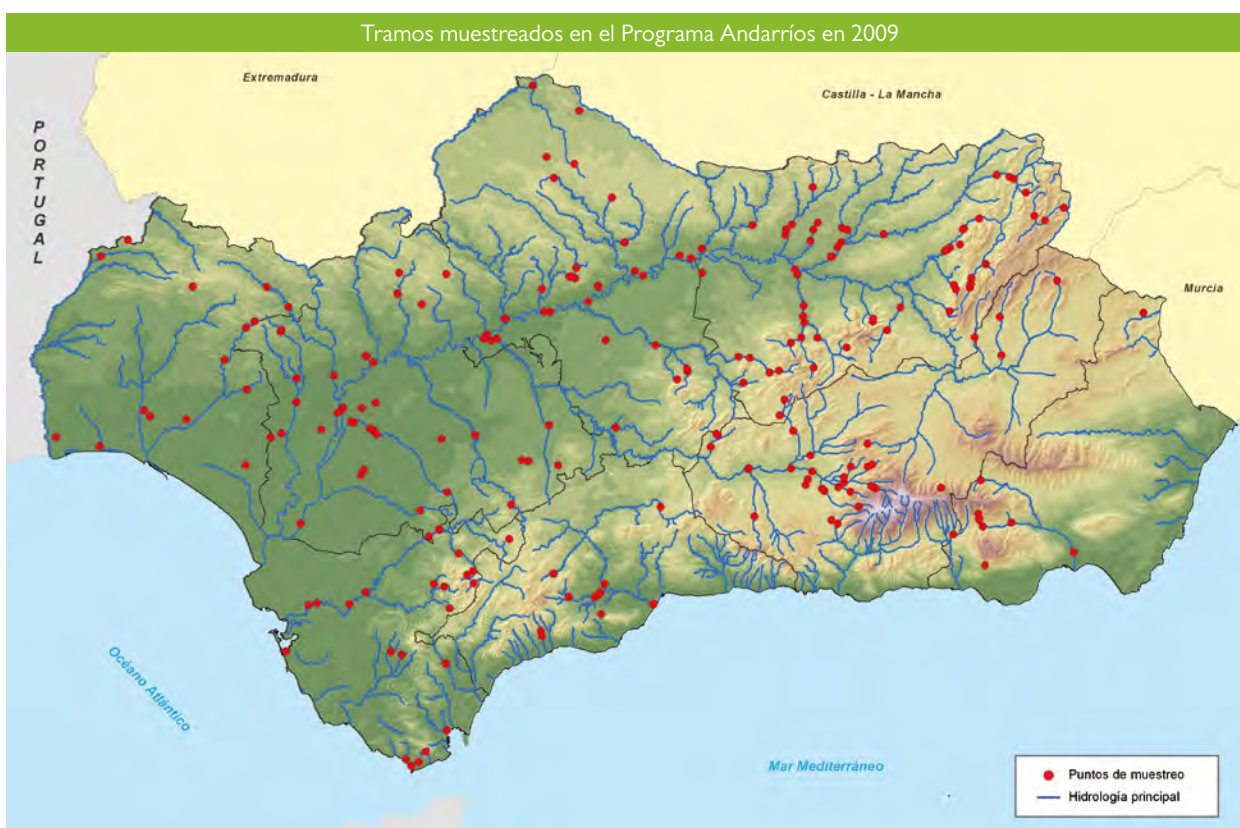 Tramos muestreados en el Programa Andarríos en 2009
Extremadura
Castilla - La Mancha
PORTUGAL
Murcia
Océano Atlántico
Mar Mediterráneo
Puntos de muestreo
Hidrología principal